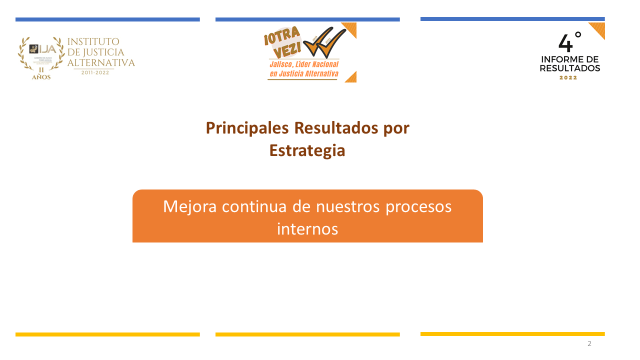 IJA
11
AÑOS
INSTITUTO
DE JUSTICIA
ALTERNATIVA
2011-2022
¡OTRA
VEZ!
Jalisco, Líder Nacional
en Justicia Alternativa
4°
INFORME DE
RESULTADOS
2022
Principales Resultados por
Estrategia
Mejora continua de nuestros procesos
internos
2